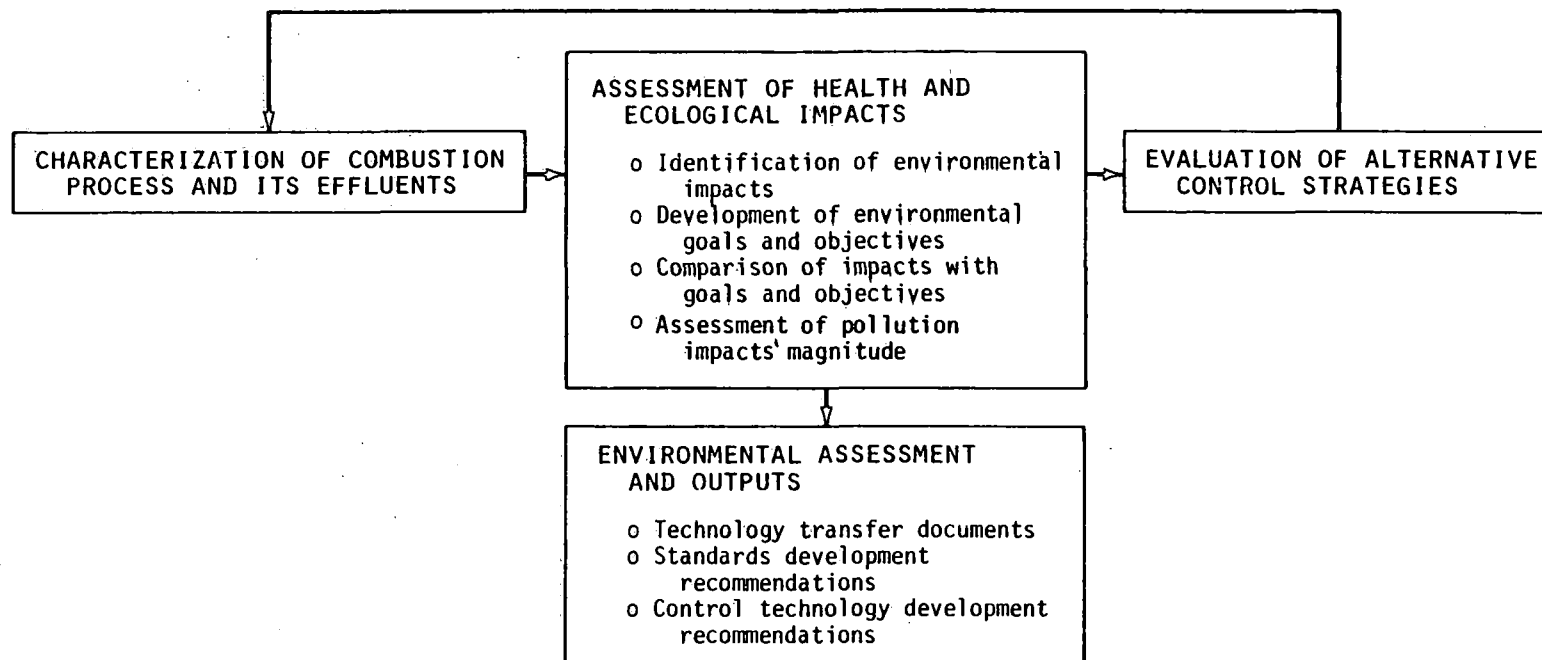 ASSESSMENT OF HEALTH AND
ECOLOGICAL IMPACTS
o Identification of environmental
impacts
o Development of environmental
goals and objectives
o Comparison of impacts with
goals and objectives
o Assessment of pollution
impacts' magnitude
CHARACTERIZATION OF COMBUSTION
PROCESS AND ITS EFFLUENTS
EVALUATION OF ALTERNATIVE
CONTROL STRATEGIES
ENVIRONMENTAL ASSESSMENT
AND OUTPUTS
o Technology transfer documents
o Standards development
recommendations
o Control technology development
recommendations